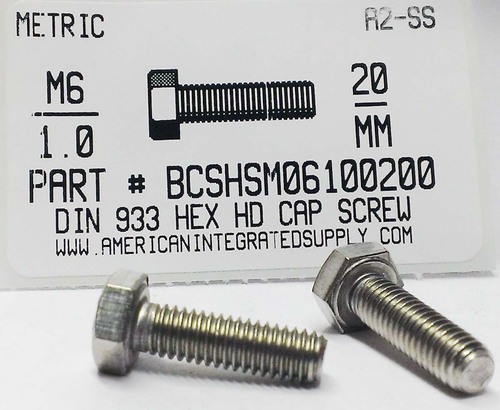 METRIC A2-SS
M6 20
1.0 MM
PART # BCSHSM06100200
DIN 933 HEX HD CAP SCREW
WWW.AMERICANINTEGRATEDSUPPLY.COM